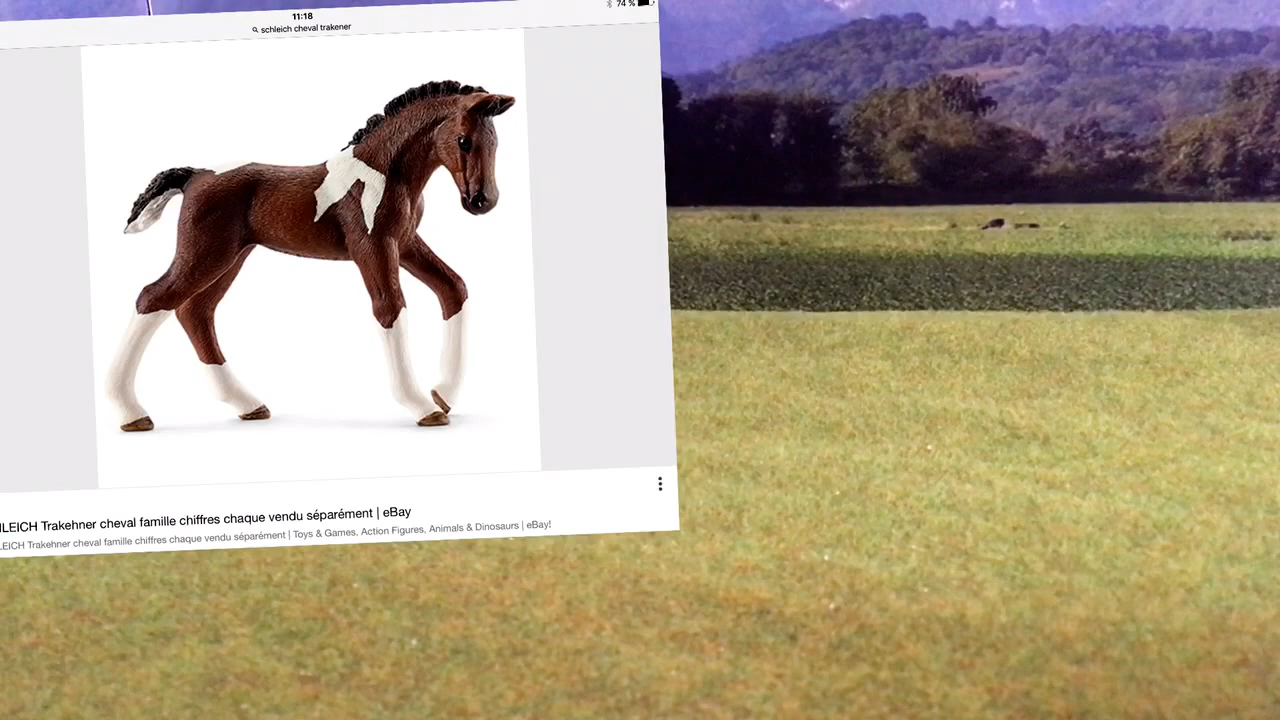 11:18
74 %
schleich cheval trakener
LEICH Trakehner cheval famille chiffres chaque vendu séparément | eBay
LEICH Trakehner cheval famille chiffres chaque vendu séparément | Toys & Games, Action Figures, Animals & Dinosaurs | eBay!